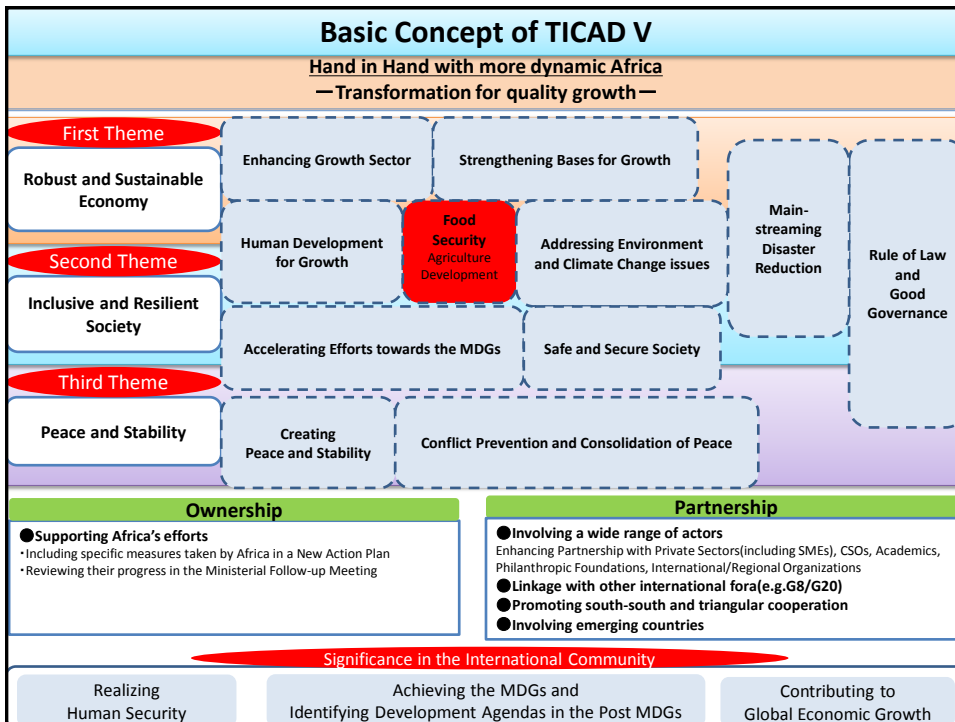 Basic Concept of TICAD V
Hand in Hand with more dynamic Africa
—Transformation for quality growth—
First Theme
Robust and Sustainable
Economy
Enhancing Growth Sector
Strengthening Bases for Growth
Human Development
for Growth
Food
Security
Agriculture
Development
Addressing Environment
and Climate Change issues
Main-
streaming
Disaster
Reduction
Rule of Law
and
Good
Governance
Second Theme
Inclusive and Resilient
Society
Accelerating Efforts towards the MDGs
Safe and Secure Society
Third Theme
Peace and Stability
Creating
Peace and Stability
Conflict Prevention and Consolidation of Peace
Ownership
●Supporting Africa's efforts
・Including specific measures taken by Africa in a New Action Plan
・Reviewing their progress in the Ministerial Follow-up Meeting
Partnership
●Involving a wide range of actors
Enhancing Partnership with Private Sectors(including SMEs), CSOs, Academics,
Philanthropic Foundations, International/Regional Organizations
●Linkage with other international fora(e.g.G8/G20)
●Promoting south-south and triangular cooperation
●Involving emerging countries
Significance in the International Community
Realizing
Human Security
Achieving the MDGs and
Identifying Development Agendas in the Post MDGs
Contributing to
Global Economic Growth